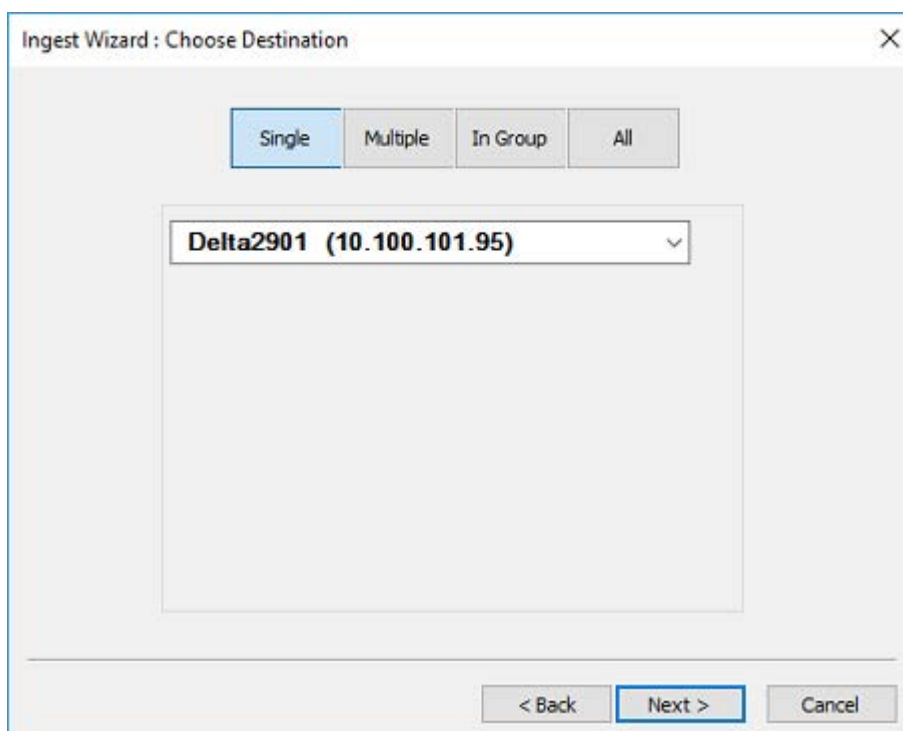 Ingest Wizard : Choose Destination
Single Multiple In Group All
Delta2901 (10.100.101.95)
< Back Next > Cancel